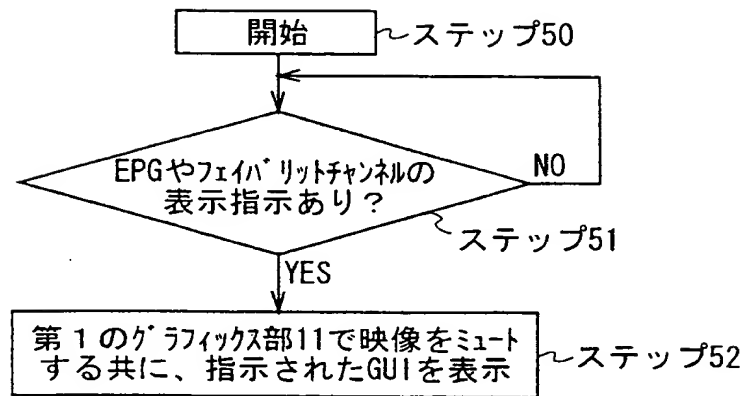 開始
ステップ50
EPGやフェイバリットチャンネルの
表示指示あり？
NO
ステップ51
YES
第1のグラフィックス部11で映像をミュート
する共に、指示されたGUIを表示
ステップ52